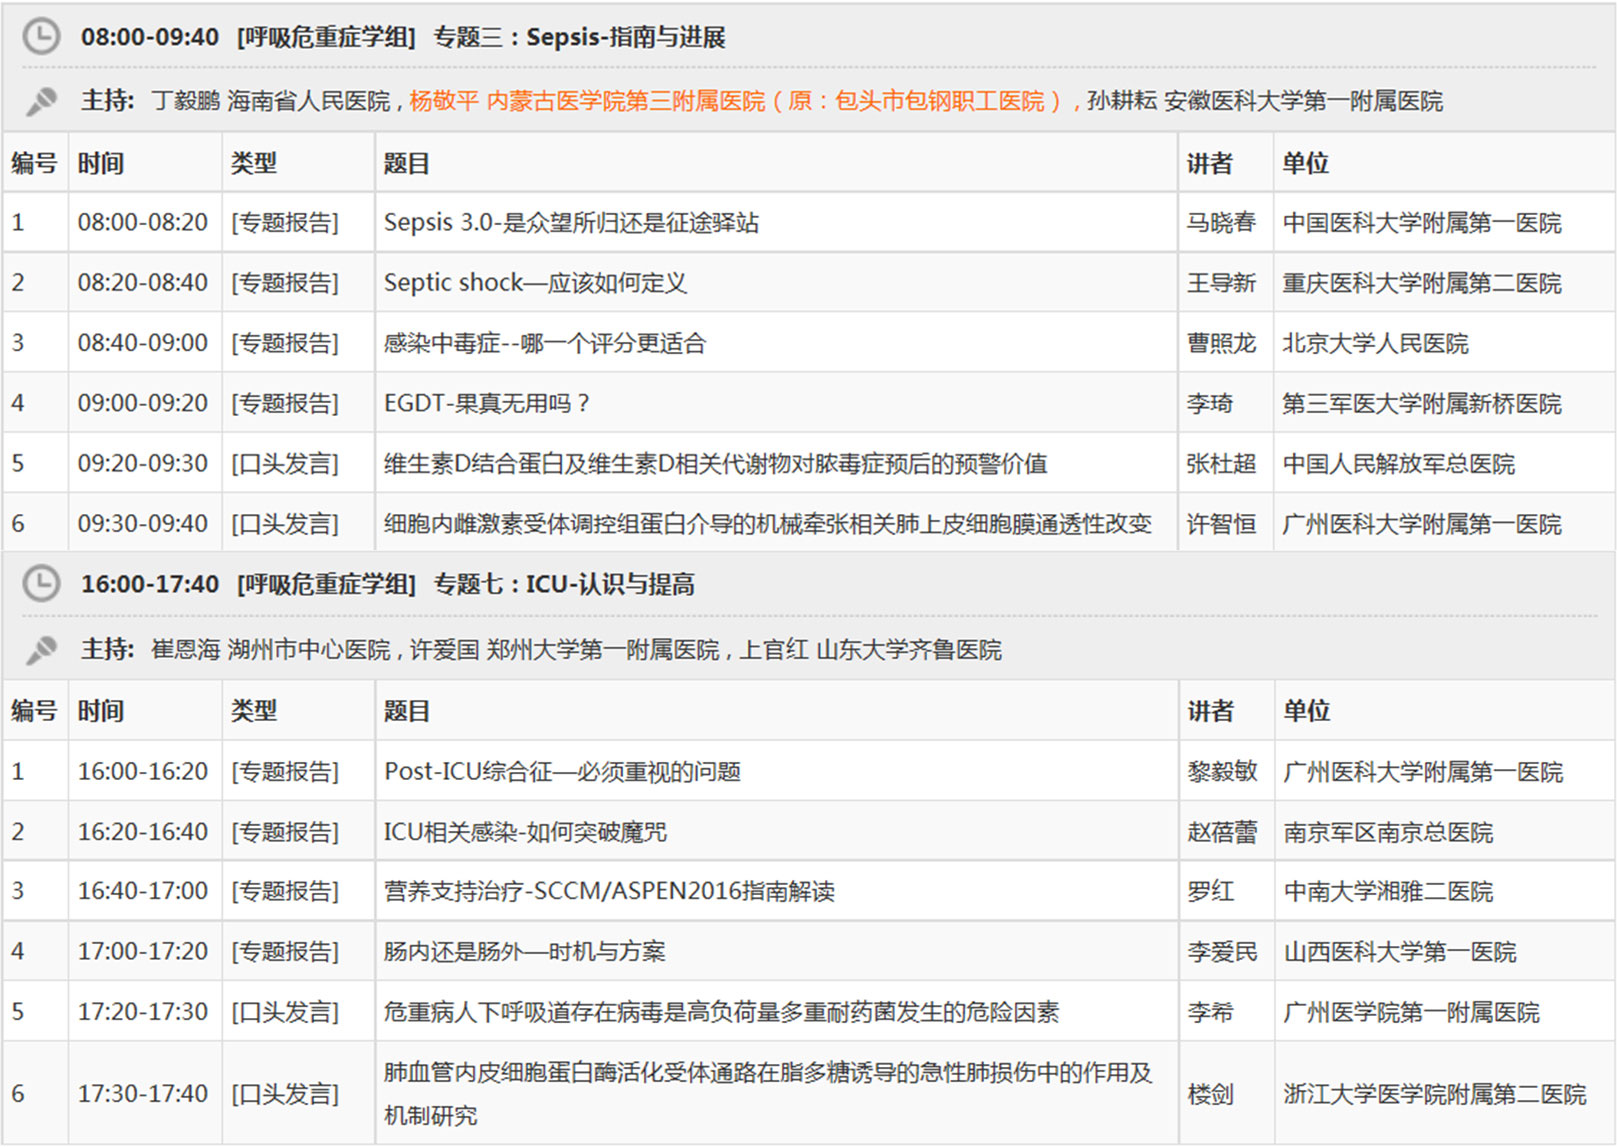 08:00-09:40 [呼吸危重症学组] 专题三：Sepsis-指南与进展
主持: 丁毅鹏 海南省人民医院 , 杨敬平 内蒙古医学院第三附属医院（原：包头市包钢职工医院）, 孙耕耘 安徽医科大学第一附属医院
编号 时间 类型 题目 讲者 单位
1 08:00-08:20 [专题报告] Sepsis 3.0-是众望所归还是征途驿站 马晓春 中国医科大学附属第一医院
2 08:20-08:40 [专题报告] Septic shock—应该如何定义 王导新 重庆医科大学附属第二医院
3 08:40-09:00 [专题报告] 感染中毒症--哪一个评分更适合 曹照龙 北京大学人民医院
4 09:00-09:20 [专题报告] EGDT-果真无用吗？ 李琦 第三军医大学附属新桥医院
5 09:20-09:30 [口头发言] 维生素D结合蛋白及维生素D相关代谢物对脓毒症预后的预警价值 张杜超 中国人民解放军总医院
6 09:30-09:40 [口头发言] 细胞内雌激素受体调控组蛋白介导的机械牵张相关肺上皮细胞膜通透性改变 许智恒 广州医科大学附属第一医院
16:00-17:40 [呼吸危重症学组] 专题七：ICU-认识与提高
主持: 崔恩海 湖州市中心医院 , 许爱国 郑州大学第一附属医院 , 上官红 山东大学齐鲁医院
编号 时间 类型 题目 讲者 单位
1 16:00-16:20 [专题报告] Post-ICU综合征—必须重视的问题 黎毅敏 广州医科大学附属第一医院
2 16:20-16:40 [专题报告] ICU相关感染-如何突破魔咒 赵蓓蕾 南京军区南京总医院
3 16:40-17:00 [专题报告] 营养支持治疗-SCCM/ASPEN2016指南解读 罗红 中南大学湘雅二医院
4 17:00-17:20 [专题报告] 肠内还是肠外—时机与方案 李爱民 山西医科大学第一医院
5 17:20-17:30 [口头发言] 危重病人下呼吸道存在病毒是高负荷量多重耐药菌发生的危险因素 李希 广州医学院第一附属医院
6 17:30-17:40 [口头发言] 肺血管内皮细胞蛋白酶活化受体通路在脂多糖诱导的急性肺损伤中的作用及
机制研究 楼剑 浙江大学医学院附属第二医院